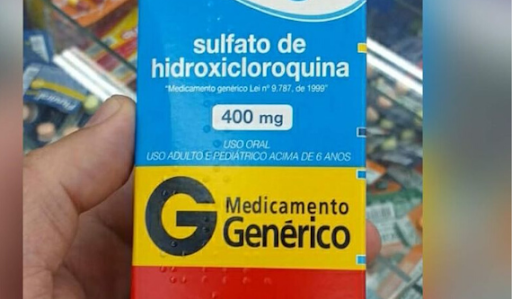 sulfato de
hidroxicloroquina
"Medicamento genérico Lei nº 9.787, de 1999"
400 mg
USO ORAL
USO ADULTO E PEDIÁTRICO ACIMA DE 6 ANOS
G Medicamento
Genérico